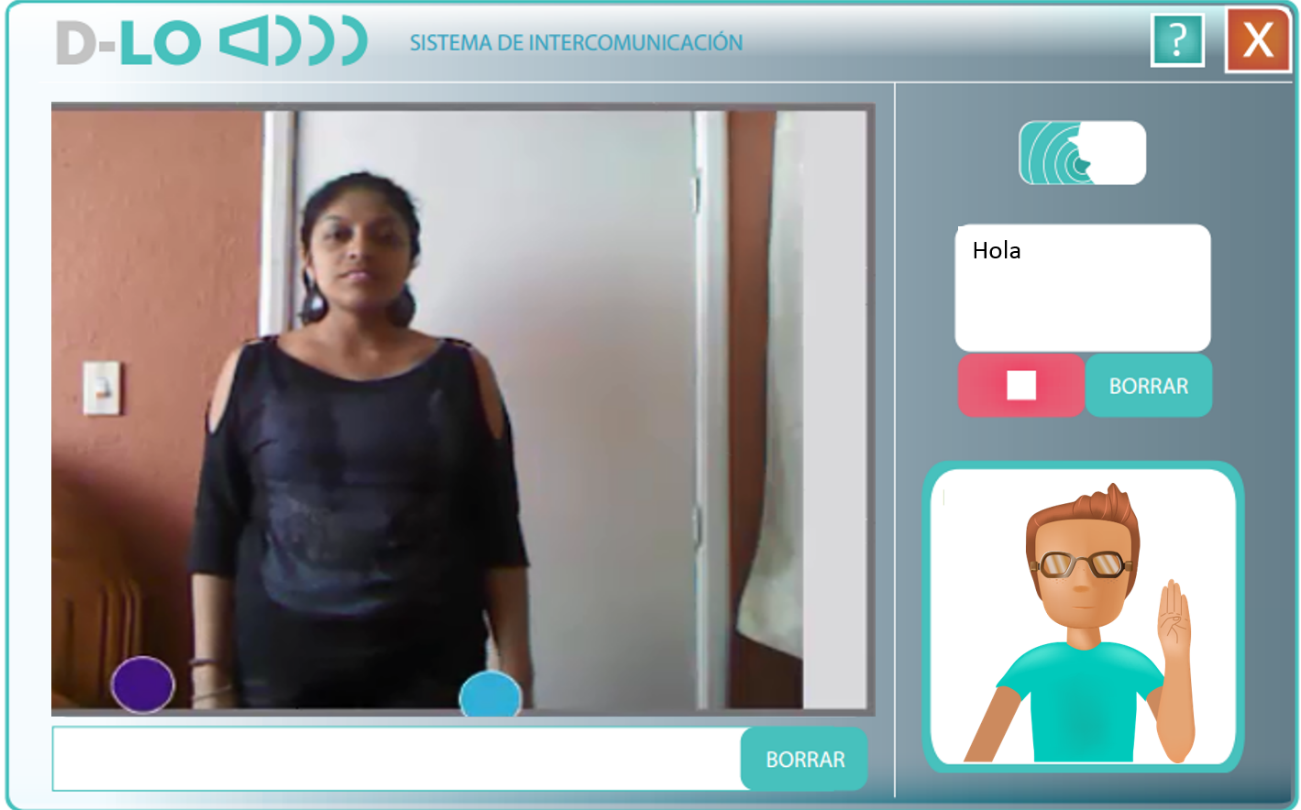 D-LO
SISTEMA DE INTERCOMUNICACIÓN
?
X
Hola
BORRAR
BORRAR